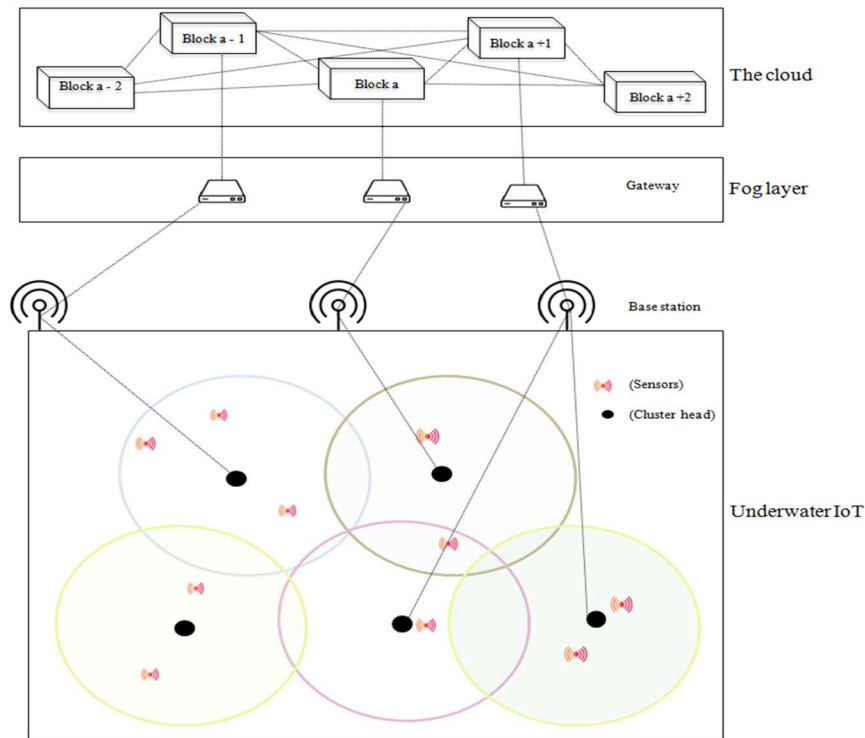 Block a - 1
Block a +1
Block a - 2
Block a
Block a +2
The cloud
Gateway
Fog layer
Base station
(Sensors)
(Cluster head)
Underwater IoT